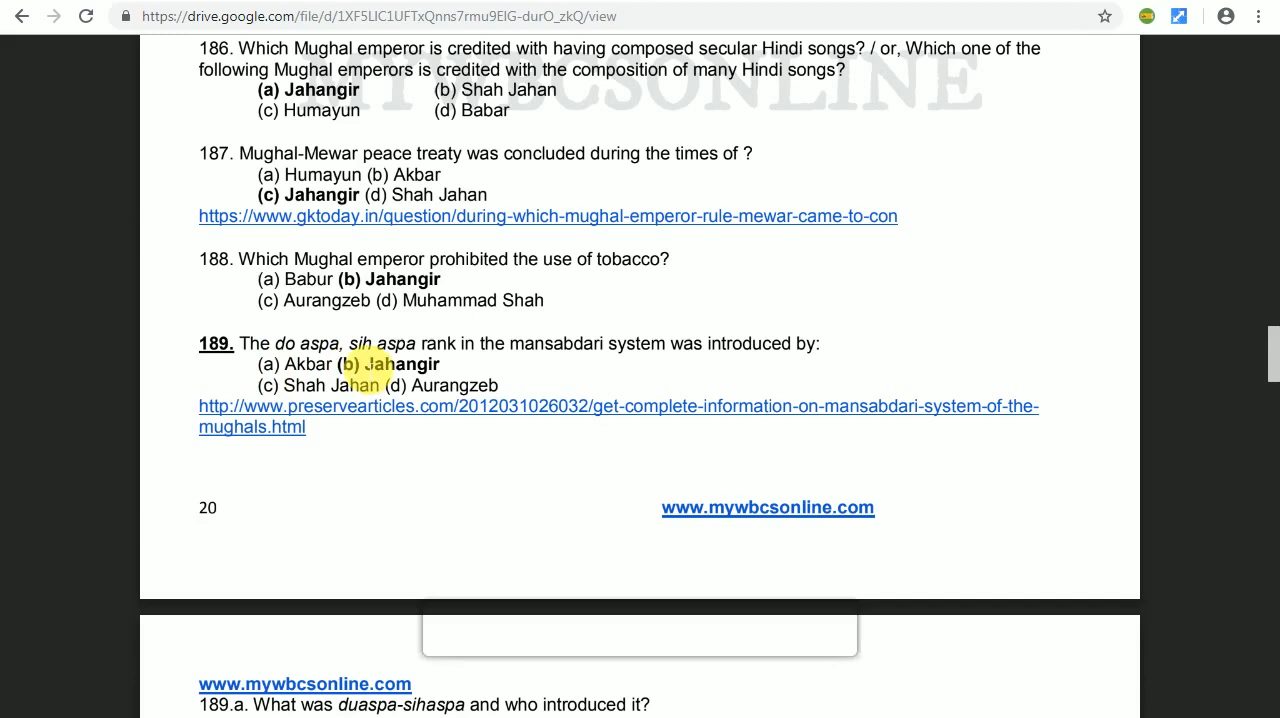 https://drive.google.com/file/d/1XF5LIC1UFTxQnns7rmu9ElG-durO_zkQ/view
186. Which Mughal emperor is credited with having composed secular Hindi songs? / or, Which one of the
following Mughal emperors is credited with the composition of many Hindi songs?
(a) Jahangir (b) Shah Jahan
(c) Humayun (d) Babar
MYWBCSONLINE
187. Mughal-Mewar peace treaty was concluded during the times of ?
(a) Humayun (b) Akbar
(c) Jahangir (d) Shah Jahan
https://www.gktoday.in/question/during-which-mughal-emperor-rule-mewar-came-to-con
188. Which Mughal emperor prohibited the use of tobacco?
(a) Babur (b) Jahangir
(c) Aurangzeb (d) Muhammad Shah
189. The do aspa, sih aspa rank in the mansabdari system was introduced by:
(a) Akbar (b) Jahangir
(c) Shah Jahan (d) Aurangzeb
http://www.preservearticles.com/2012031026032/get-complete-information-on-mansabdari-system-of-the-
mughals.html
20 www.mywbcsonline.com
www.mywbcsonline.com
189.a. What was duaspa-sihaspa and who introduced it?